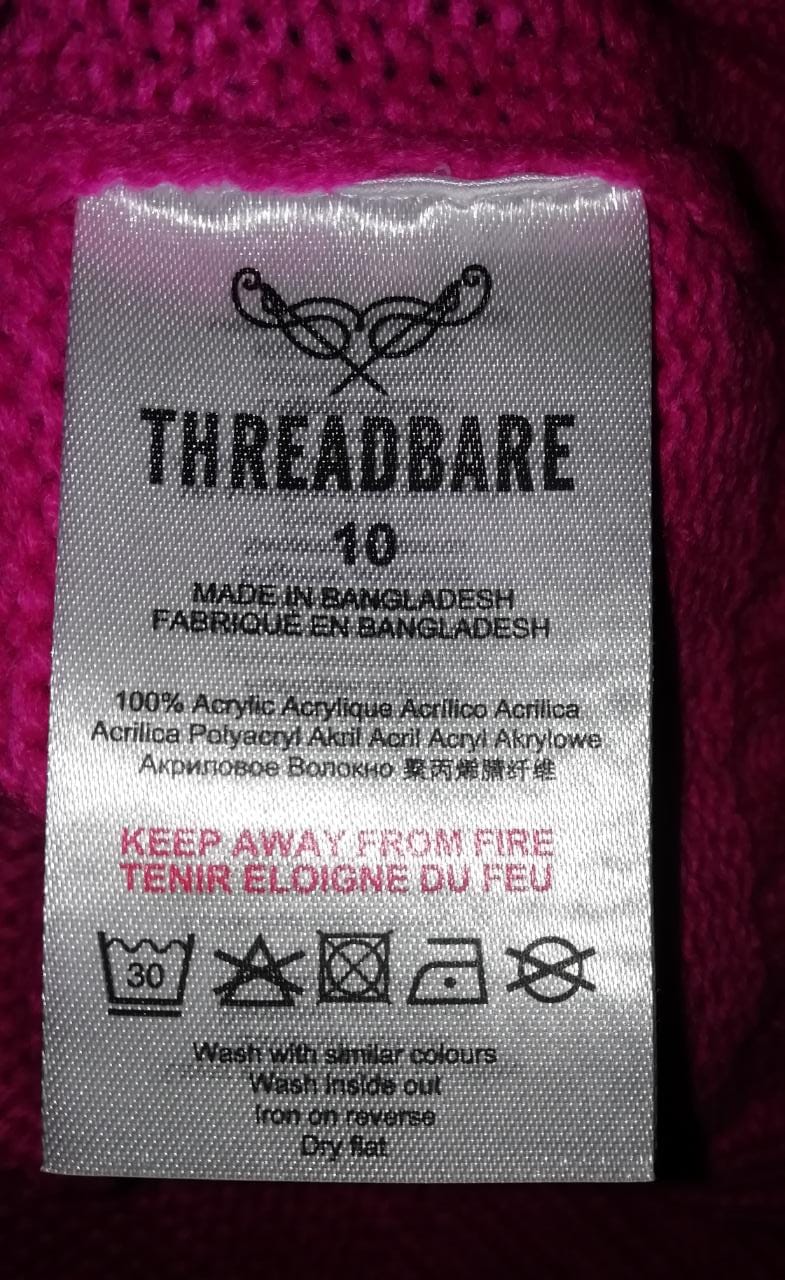 THREADBARE
10
MADE IN BANGLADESH
FABRIQUÉ EN BANGLADESH
100% Acrylic Acrylique Acrílico Acrilica
Acrilica Polyacryl Akril Acril Acryl Akrylowe
Акриловое Волокно 聚丙烯腈纤维
KEEP AWAY FROM FIRE
TENIR ELOIGNE DU FEU
30
Wash with similar colours
Wash inside out
Iron on reverse
Dry flat